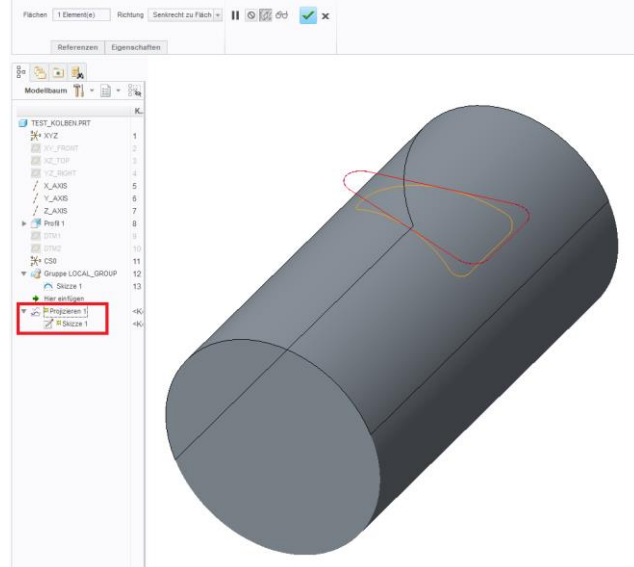 Flächen 1 Element(e) Richtung Senkrecht zu Fläch
Referenzen Eigenschaften
Modellbaum
K..
TEST_KOLBEN.PRT
XYZ 1
XY_FRONT 2
XZ_TOP 3
YZ_RIGHT 4
X_AXIS 5
Y_AXIS 6
Z_AXIS 7
Profil 1 8
DTM1 9
DTM2 10
CS0 11
Gruppe LOCAL_GROUP 12
Skizze 1 13
Hier einfügen
Projizieren 1 <K
Skizze 1 <K